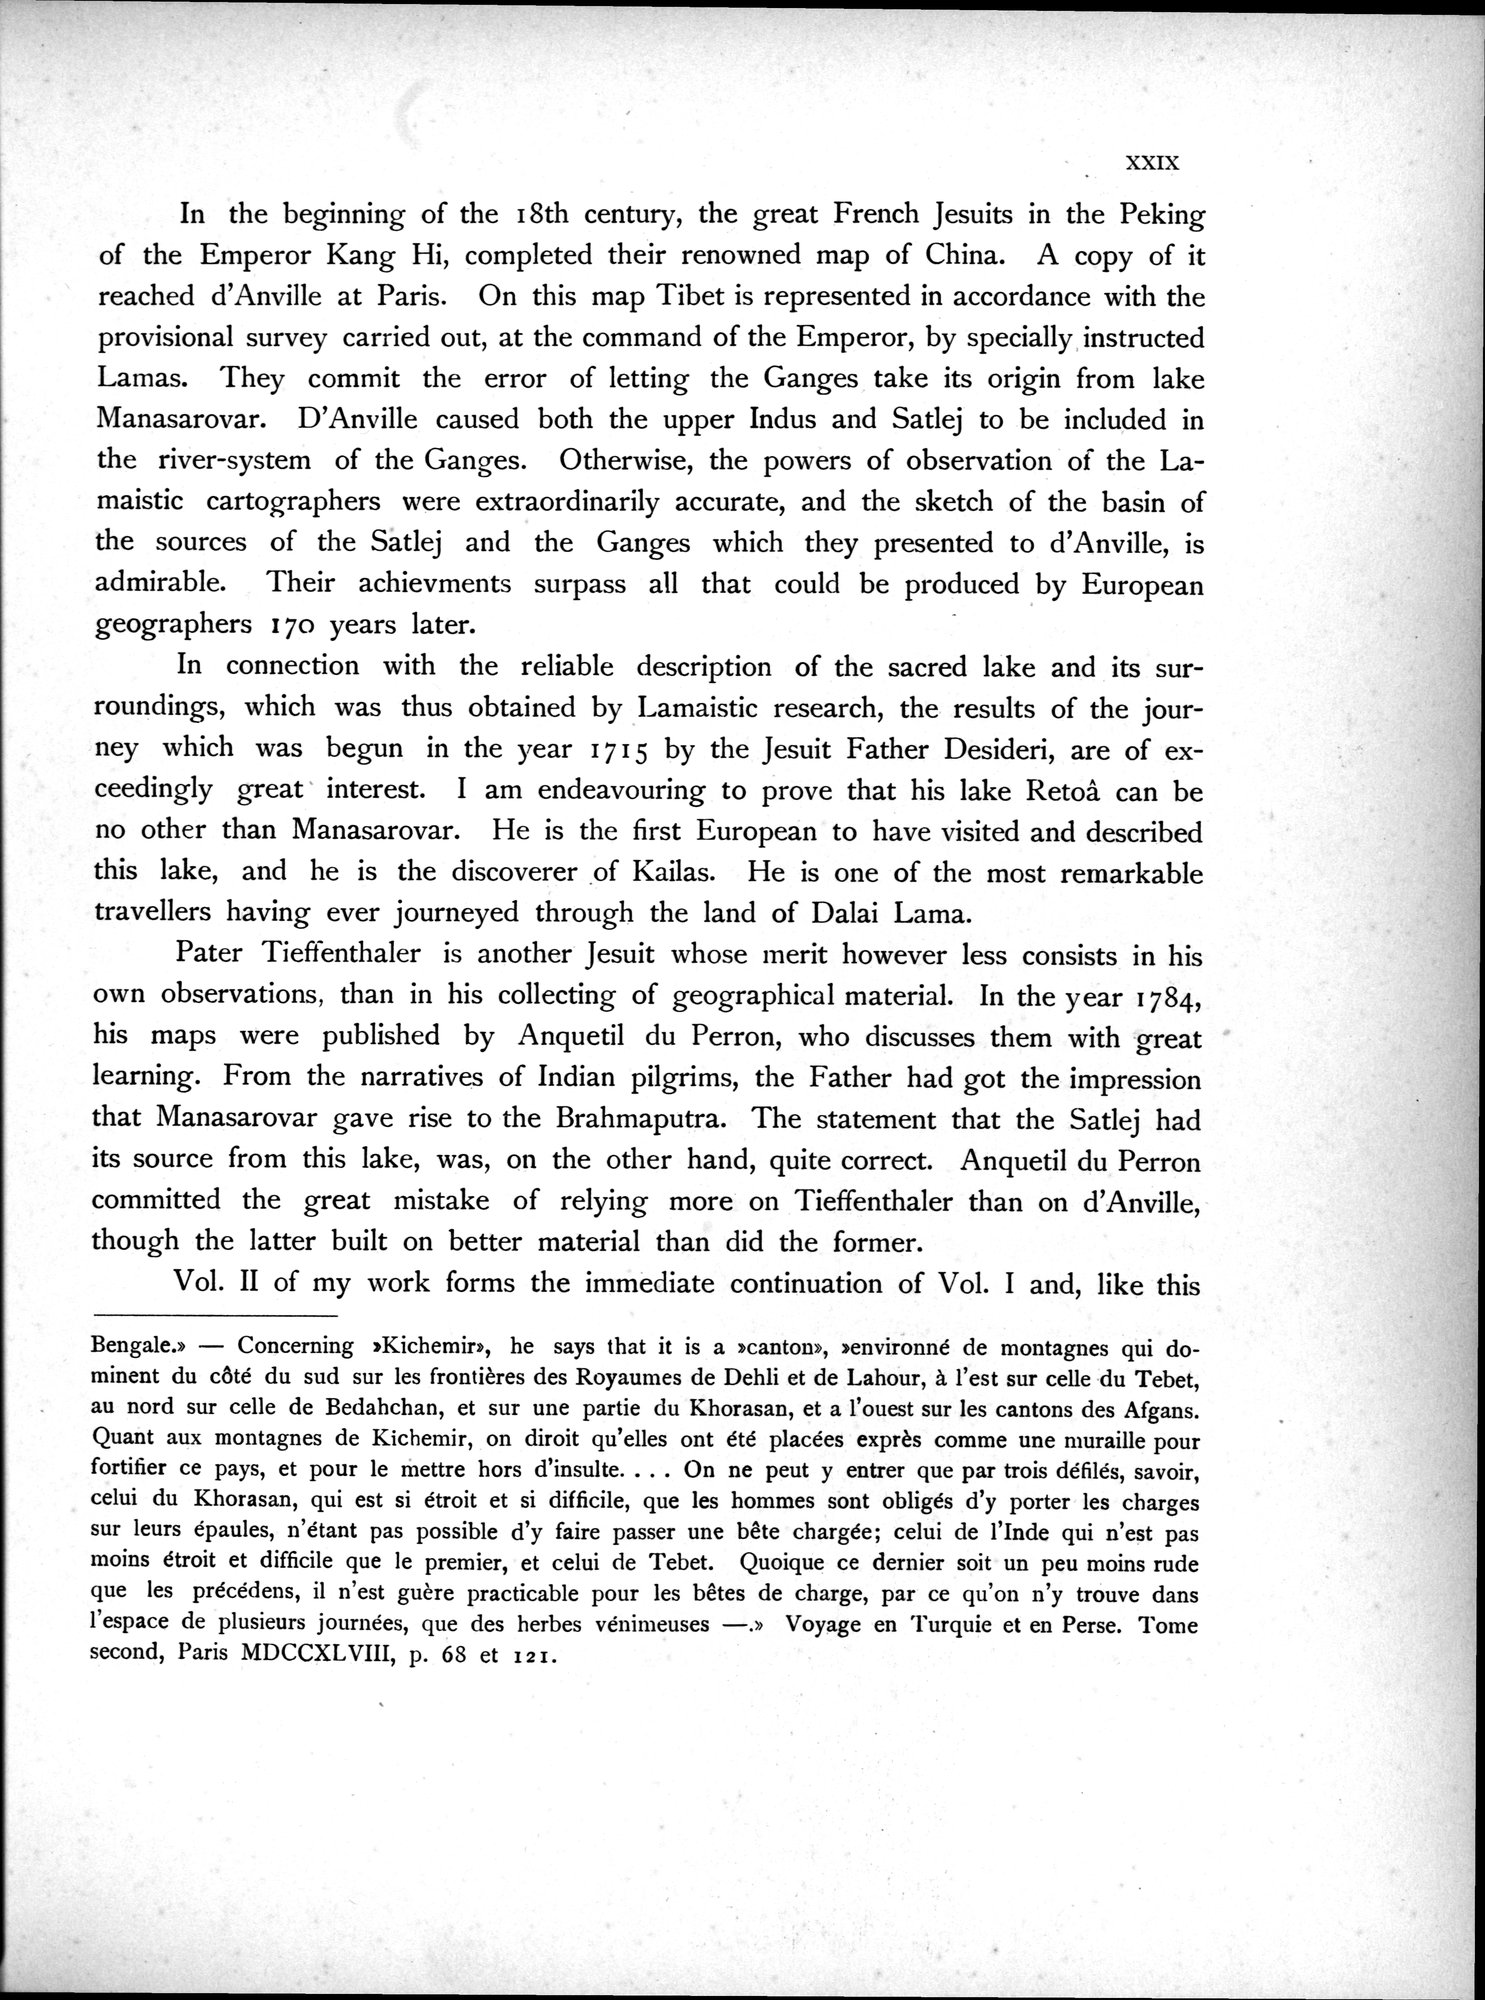 XXIX
In the beginning of the 18th century, the great French Jesuits in the Peking
of the Emperor Kang Hi, completed their renowned map of China. A copy of it
reached d'Anville at Paris. On this map Tibet is represented in accordance with the
provisional survey carried out, at the command of the Emperor, by specially instructed
Lamas. They commit the error of letting the Ganges take its origin from lake
Manasarovar. D'Anville caused both the upper Indus and Satlej to be included in
the river-system of the Ganges. Otherwise, the powers of observation of the La-
maistic cartographers were extraordinarily accurate, and the sketch of the basin of
the sources of the Satlej and the Ganges which they presented to d'Anville, is
admirable. Their achievments surpass all that could be produced by European
geographers 170 years later.
In connection with the reliable description of the sacred lake and its sur-
roundings, which was thus obtained by Lamaistic research, the results of the jour-
ney which was begun in the year 1715 by the Jesuit Father Desideri, are of ex-
ceedingly great interest. I am endeavouring to prove that his lake Retoâ can be
no other than Manasarovar. He is the first European to have visited and described
this lake, and he is the discoverer of Kailas. He is one of the most remarkable
travellers having ever journeyed through the land of Dalai Lama.
Pater Tieffenthaler is another Jesuit whose merit however less consists in his
own observations, than in his collecting of geographical material. In the year 1784,
his maps were published by Anquetil du Perron, who discusses them with great
learning. From the narratives of Indian pilgrims, the Father had got the impression
that Manasarovar gave rise to the Brahmaputra. The statement that the Satlej had
its source from this lake, was, on the other hand, quite correct. Anquetil du Perron
committed the great mistake of relying more on Tieffenthaler than on d'Anville,
though the latter built on better material than did the former.
Vol. II of my work forms the immediate continuation of Vol. I and, like this
Bengale.» — Concerning »Kichemir», he says that it is a »canton», »environné de montagnes qui do-
minent du côté du sud sur les frontières des Royaumes de Dehli et de Lahour, à l'est sur celle du Tebet,
au nord sur celle de Bedahchan, et sur une partie du Khorasan, et a l'ouest sur les cantons des Afgans.
Quant aux montagnes de Kichemir, on diroit qu'elles ont été placées exprès comme une muraille pour
fortifier ce pays, et pour le mettre hors d'insulte. . . . On ne peut y entrer que par trois défilés, savoir,
celui du Khorasan, qui est si étroit et si difficile, que les hommes sont obligés d'y porter les charges
sur leurs épaules, n'étant pas possible d'y faire passer une bête chargée; celui de l'Inde qui n'est pas
moins étroit et difficile que le premier, et celui de Tebet. Quoique ce dernier soit un peu moins rude
que les précédens, il n'est guère practicable pour les bêtes de charge, par ce qu'on n'y trouve dans
l'espace de plusieurs journées, que des herbes vénimeuses —.» Voyage en Turquie et en Perse. Tome
second, Paris MDCCXLVIII, p. 68 et 121.